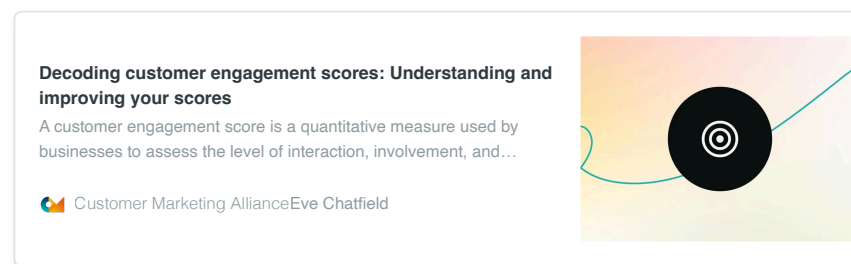 Decoding customer engagement scores: Understanding and
improving your scores
A customer engagement score is a quantitative measure used by
businesses to assess the level of interaction, involvement, and…
Customer Marketing AllianceEve Chatfield